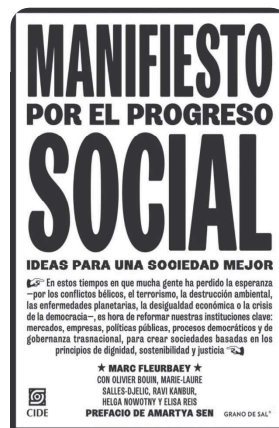 MANIFIESTO
POR EL PROGRESO
SOCIAL
IDEAS PARA UNA SOCIEDAD MEJOR
En estos tiempos en que mucha gente ha perdido la esperanza
—por los conflictos bélicos, el terrorismo, la destrucción ambiental,
las enfermedades planetarias, la desigualdad económica o la crisis
de la democracia—, es hora de reformar nuestras instituciones clave:
mercados, empresas, políticas públicas, procesos democráticos y de
gobernanza trasnacional, para crear sociedades basadas en los
principios de dignidad, sostenibilidad y justicia
★ MARC FLEURBAEY ★
CON OLIVIER BOUIN, MARIE-LAURE
SALLES-DJELIC, RAVI KANBUR,
HELGA NOWOTNY Y ELISA REIS
CIDE
PREFACIO DE AMARTYA SEN
GRANO DE SAL